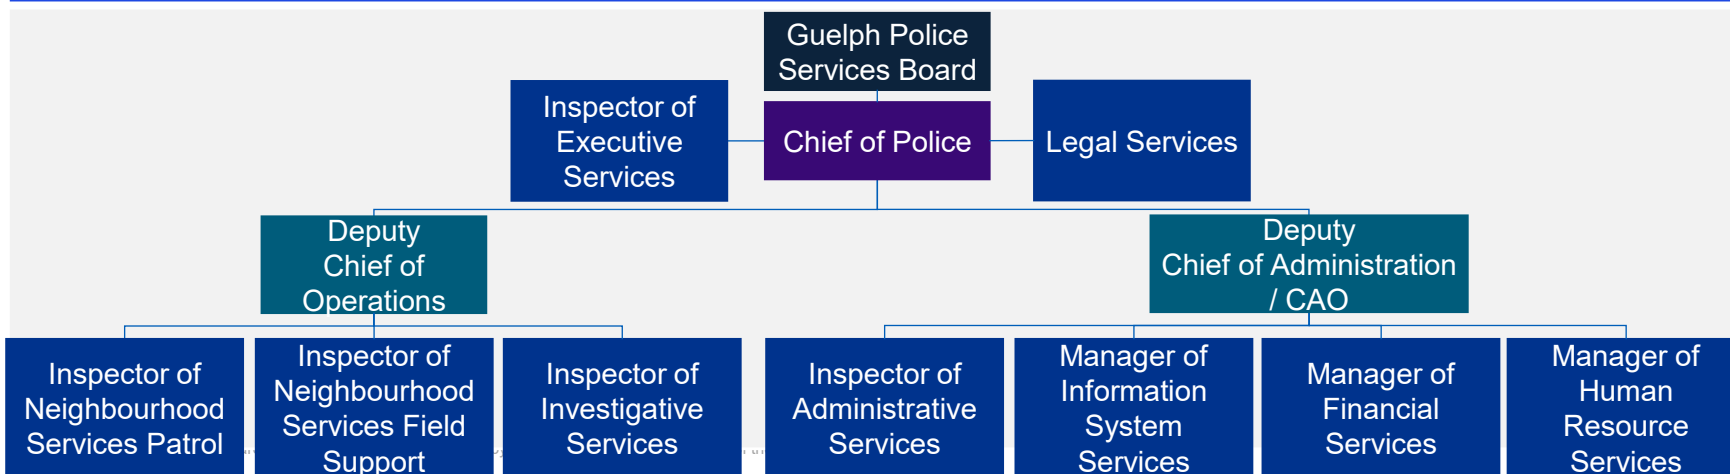 Guelph Police
Services Board
Inspector of
Executive
Services
Chief of Police
Legal Services
Deputy
Chief of
Operations
Deputy
Chief of Administration
/ CAO
Inspector of
Neighbourhood
Services Patrol
Inspector of
Neighbourhood
Services Field
Support
Inspector of
Investigative
Services
Inspector of
Administrative
Services
Manager of
Information
System
Services
Manager of
Financial
Services
Manager of
Human
Resource
Services